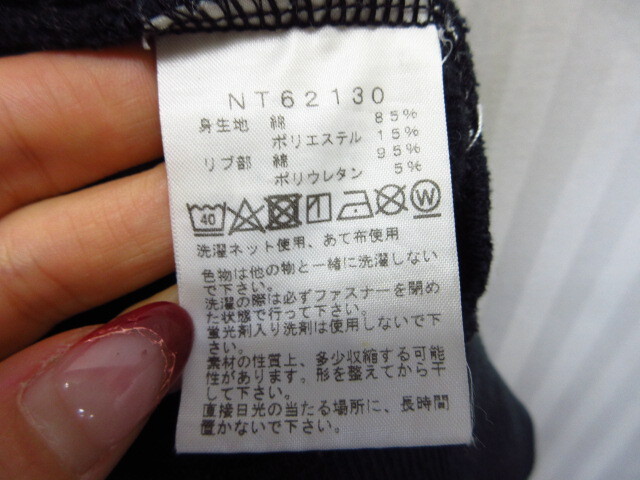 NT62130
身生地 綿 85%
ポリエステル 15%
リブ部 綿 95%
ポリウレタン 5%
40 W
洗濯ネット使用、あて布使用
色物は他の物と一緒に洗濯しない
で下さい。
洗濯の際は必ずファスナーを閉め
た状態で行って下さい。
蛍光剤入り洗剤は使用しないで下
さい。
素材の性質上、多少収縮する可能
性があります。形を整えてから干
して下さい。
直接日光の当たる場所に、長時間
置かないで下さい。